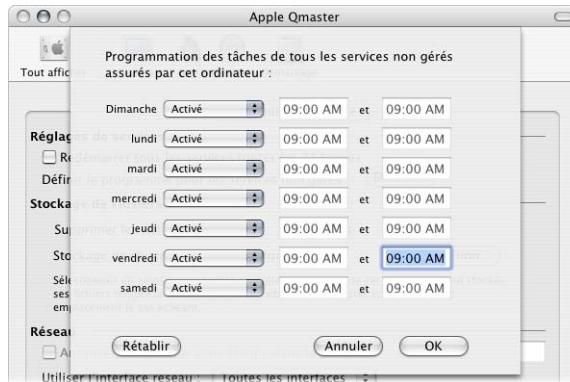 Apple Qmaster
Tout affic
Programmation des tâches de tous les services non gérés
assurés par cet ordinateur :
Dimanche Activé 09:00 AM et 09:00 AM
lundi Activé 09:00 AM et 09:00 AM
mardi Activé 09:00 AM et 09:00 AM
mercredi Activé 09:00 AM et 09:00 AM
jeudi Activé 09:00 AM et 09:00 AM
vendredi Activé 09:00 AM et 09:00 AM
samedi Activé 09:00 AM et 09:00 AM
Réglag
Défin
Stockag
Résea
Rétablir Annuler OK
Utiliser l'interface réseau : Toutes les interfaces